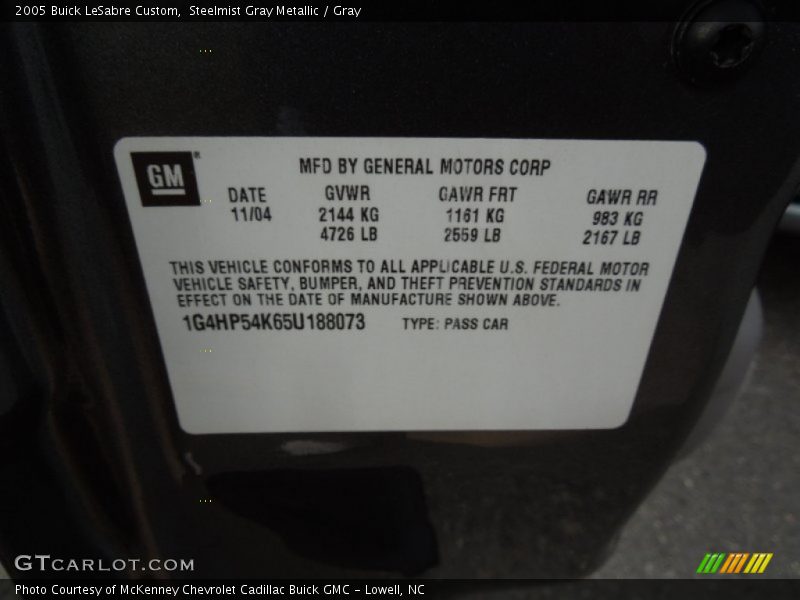 2005 Buick LeSabre Custom,  Steelmist Gray Metallic / Gray
GM
MFD BY GENERAL MOTORS CORP
DATE GVWR GAWR FRT GAWR RR
11/04 2144 KG 1161 KG 983 KG
4726 LB 2559 LB 2167 LB
THIS VEHICLE CONFORMS TO ALL APPLICABLE U.S. FEDERAL MOTOR
VEHICLE SAFETY, BUMPER, AND THEFT PREVENTION STANDARDS IN
EFFECT ON THE DATE OF MANUFACTURE SHOWN ABOVE.
1G4HP54K65U188073 TYPE: PASS CAR
GTCARLOT.COM
Photo Courtesy of McKenney Chevrolet Cadillac Buick GMC - Lowell, NC